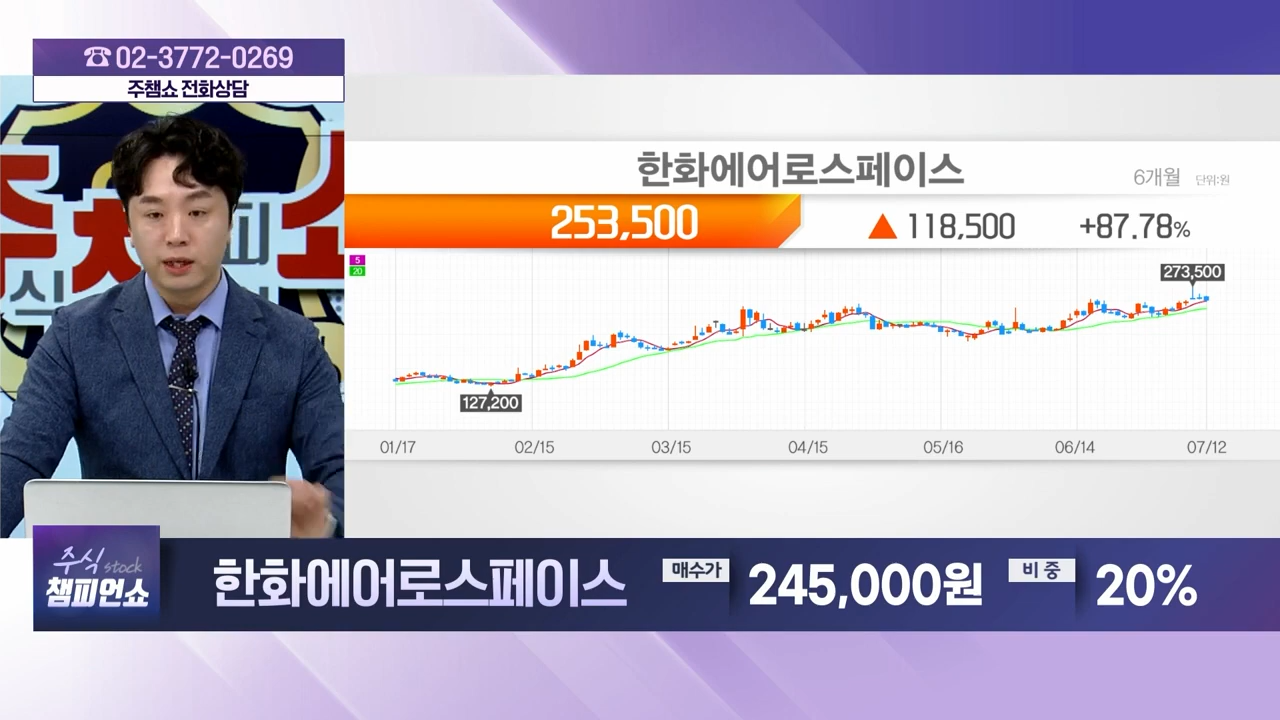 ☎02-3772-0269
주챔쇼 전화상담
한화에어로스페이스
6개월 단위:원
253,500 ▲ 118,500 +87.78%
5
20
273,500
127,200
01/17 02/15 03/15 04/15 05/16 06/14 07/12
주식 stock
챔피언쇼
한화에어로스페이스 매수가 245,000원 비중 20%